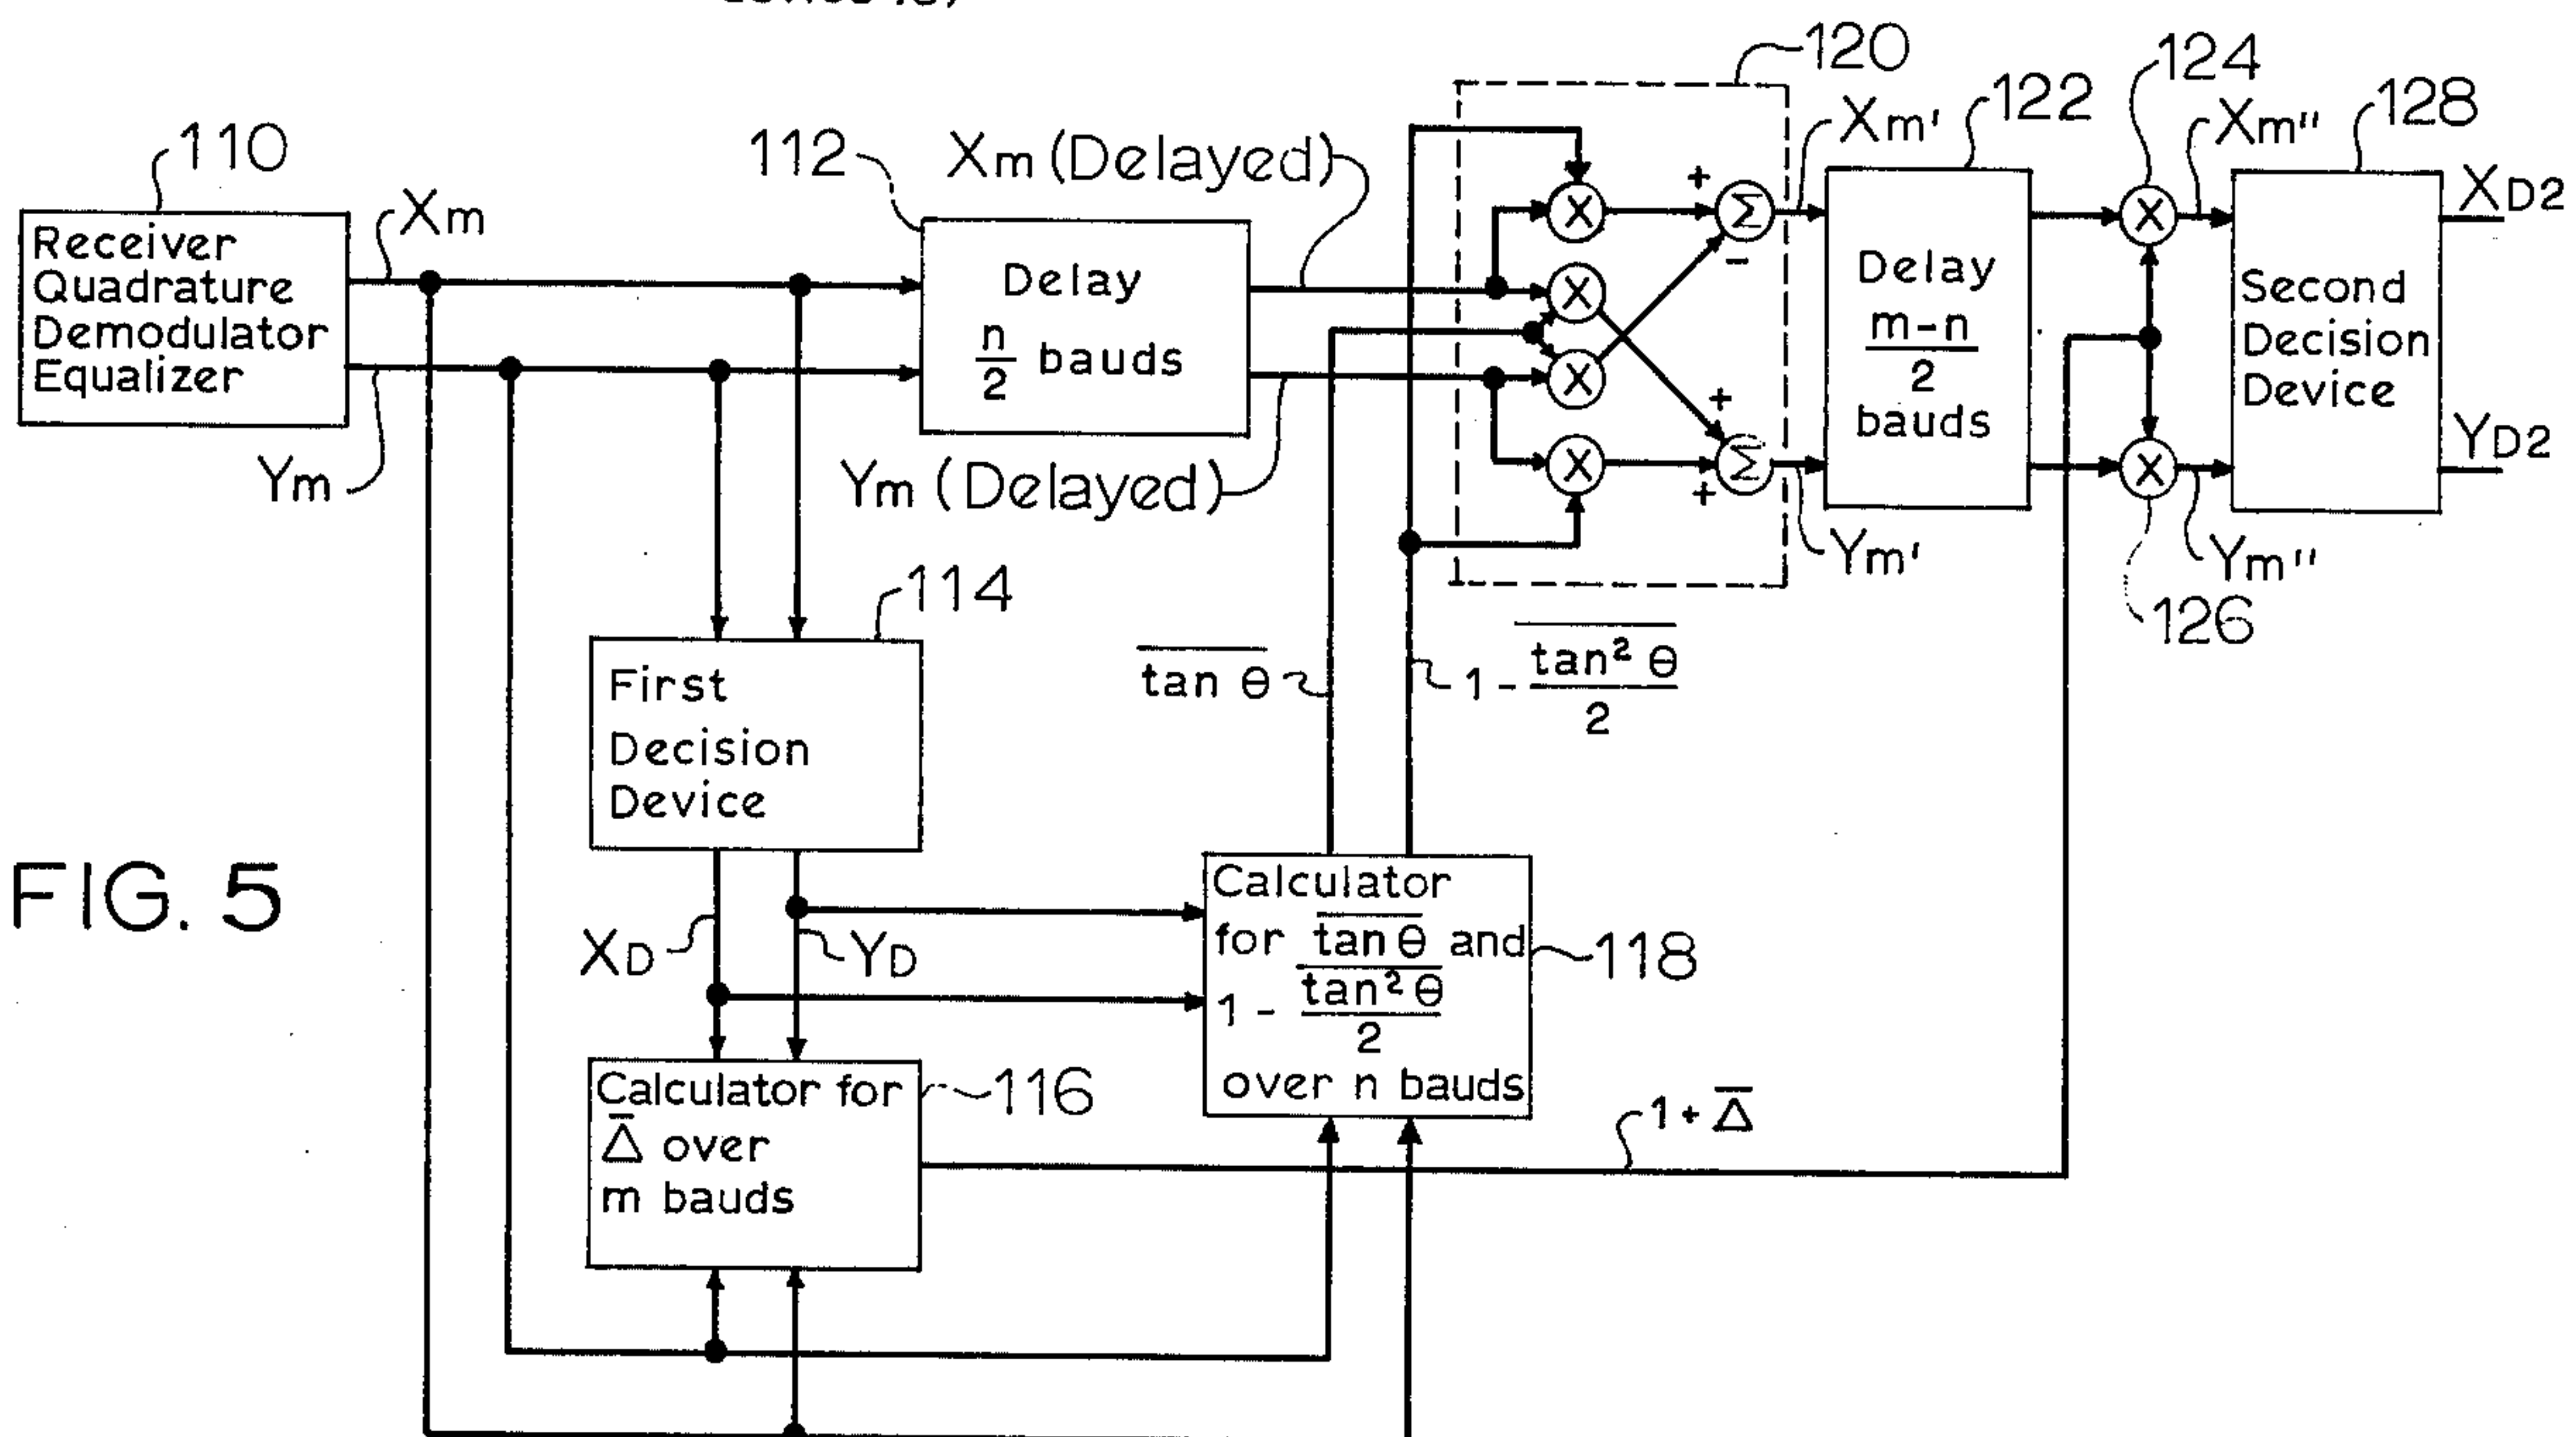 120
124
122
128
110
Xm'
Xm"
112
Xm (Delayed)
Xm
XD2
Receiver
Quadrature
Demodulator
Equalizer
Delay
n
2
bauds
X
X
X
X
Σ
Σ
+
-
+
+
Delay
m-n
2
bauds
X
X
Second
Decision
Device
YD2
Ym
Ym (Delayed)
Ym'
Ym"
126
114
First
Decision
Device
tan θ
1 - tan² θ
2
FIG. 5
XD
YD
Calculator
for tan θ and
1 - tan² θ
2
over n bauds
118
Calculator for
Δ̅ over
m bauds
116
1 + Δ̅